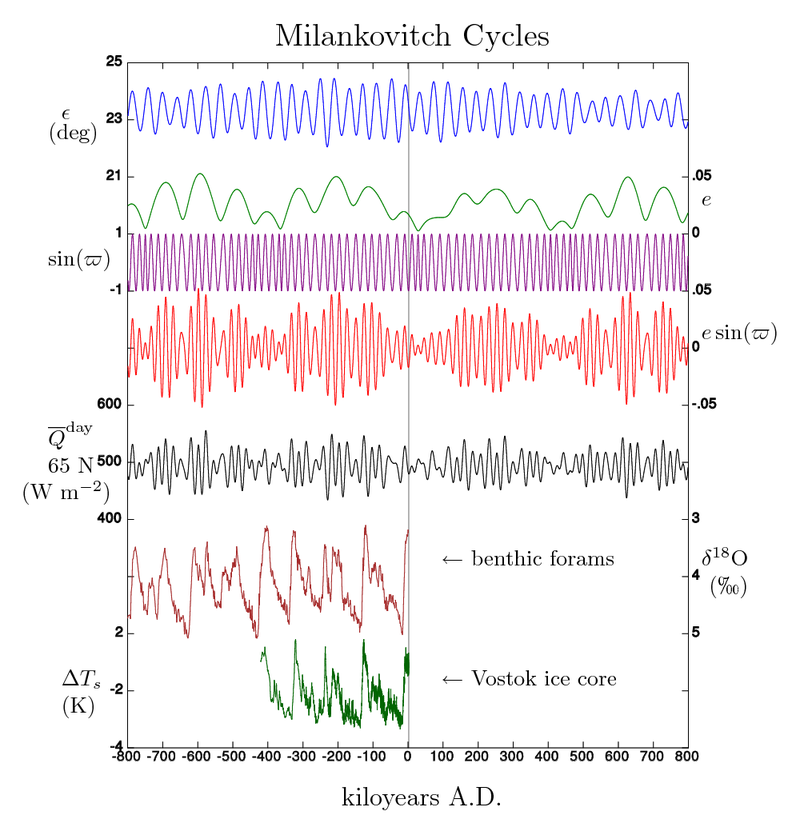 Milankovitch Cycles
25
ϵ
(deg)
23
21
.05
e
1
0
sin(ϖ)
-1
.05
0
e sin(ϖ)
600
-.05
Q̅ day
65 N
500
(W m−2)
400
3
← benthic forams
δ18O
4
(‰)
2
5
ΔTs
(K)
-2
← Vostok ice core
-4
-800 -700 -600 -500 -400 -300 -200 -100 0 100 200 300 400 500 600 700 800
kiloyears A.D.